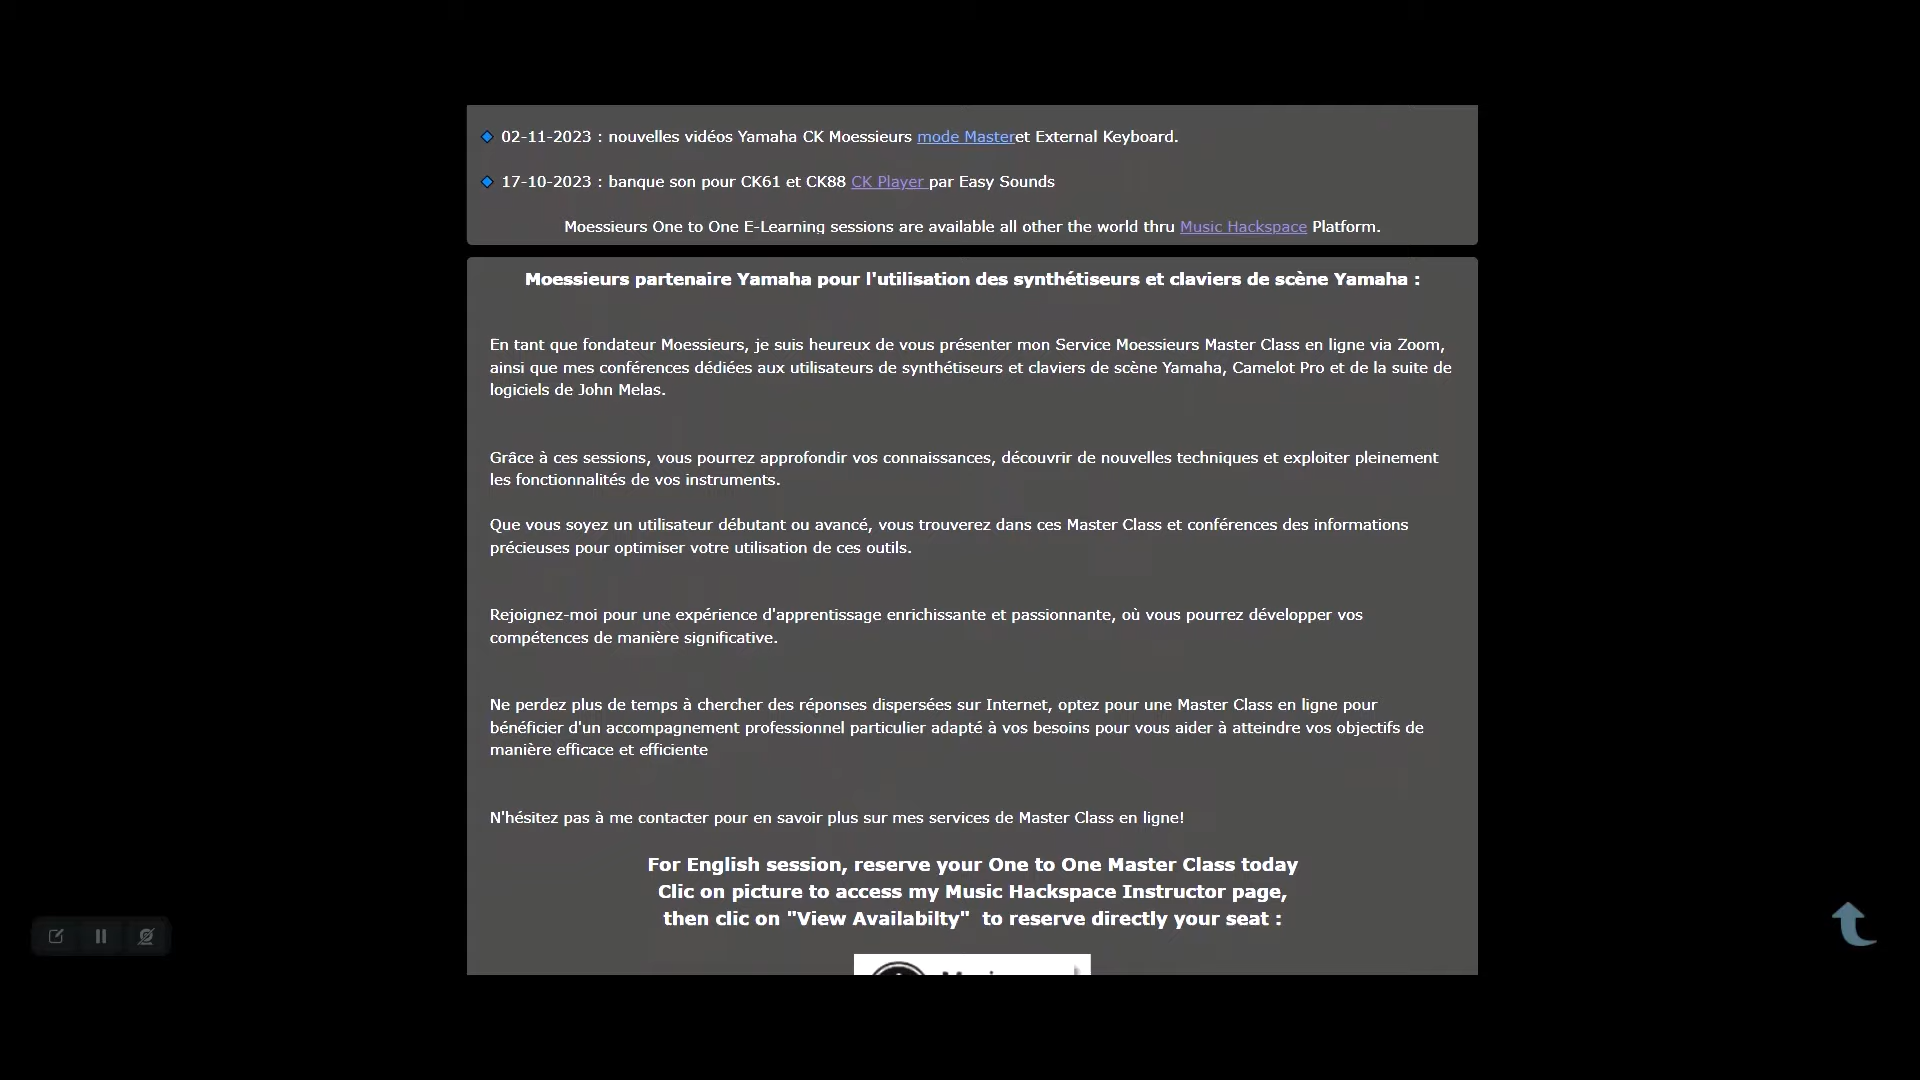 02-11-2023 : nouvelles vidéos Yamaha CK Moessieurs mode Masteret External Keyboard.
17-10-2023 : banque son pour CK61 et CK88 CK Player par Easy Sounds
Moessieurs One to One E-Learning sessions are available all other the world thru Music Hackspace Platform.
Moessieurs partenaire Yamaha pour l'utilisation des synthétiseurs et claviers de scène Yamaha :
En tant que fondateur Moessieurs, je suis heureux de vous présenter mon Service Moessieurs Master Class en ligne via Zoom,
ainsi que mes conférences dédiées aux utilisateurs de synthétiseurs et claviers de scène Yamaha, Camelot Pro et de la suite de
logiciels de John Melas.
Grâce à ces sessions, vous pourrez approfondir vos connaissances, découvrir de nouvelles techniques et exploiter pleinement
les fonctionnalités de vos instruments.
Que vous soyez un utilisateur débutant ou avancé, vous trouverez dans ces Master Class et conférences des informations
précieuses pour optimiser votre utilisation de ces outils.
Rejoignez-moi pour une expérience d'apprentissage enrichissante et passionnante, où vous pourrez développer vos
compétences de manière significative.
Ne perdez plus de temps à chercher des réponses dispersées sur Internet, optez pour une Master Class en ligne pour
bénéficier d'un accompagnement professionnel particulier adapté à vos besoins pour vous aider à atteindre vos objectifs de
manière efficace et efficiente
N'hésitez pas à me contacter pour en savoir plus sur mes services de Master Class en ligne!
For English session, reserve your One to One Master Class today
Clic on picture to access my Music Hackspace Instructor page,
then clic on "View Availabilty"  to reserve directly your seat :